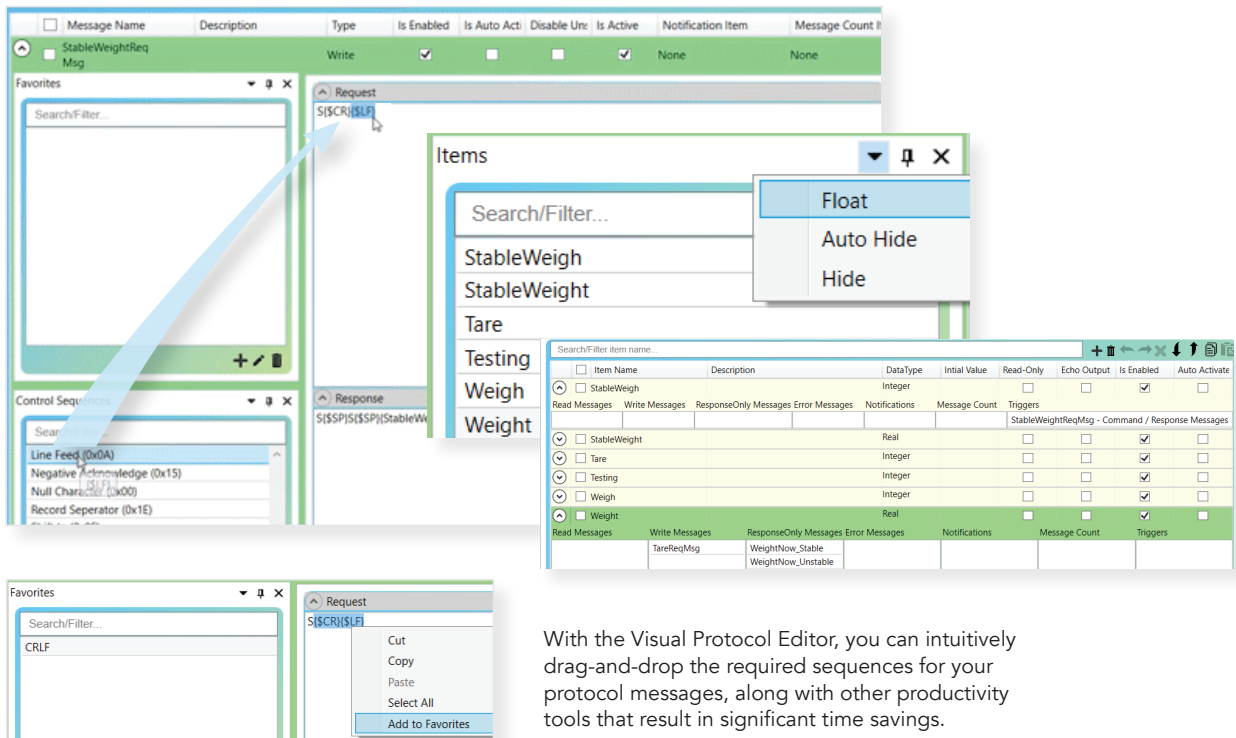 Message Name Description Type Is Enabled Is Auto Acti Disable Uns Is Active Notification Item Message Count It
StableWeightReq
Msg
Write None None
Favorites
Search/Filter...
Request
S{$CR}{$LF}
Control Sequences
Line Feed (0x0A)
Negative Acknowledge (0x15)
{$LF}
Null Character (0x00)
Record Seperator (0x1E)
Response
Items
Search/Filter...
StableWeigh
StableWeight
Tare
Testing
Weigh
Weight
Float
Auto Hide
Hide
Search/Filter item name...
Item Name Description DataType Intial Value Read-Only Echo Output Is Enabled Auto Activate
StableWeigh Integer
Read Messages Write Messages ResponseOnly Messages Error Messages Notifications Message Count Triggers
StableWeightReqMsg - Command / Response Messages
StableWeight Real
Tare Integer
Testing Integer
Weigh Integer
Weight Real
Read Messages Write Messages ResponseOnly Messages Error Messages Notifications Message Count Triggers
TareReqMsg WeightNow_Stable
WeightNow_Unstable
Favorites
Search/Filter...
CRLF
Request
S{$CR}{$LF}
Cut
Copy
Paste
Select All
Add to Favorites
With the Visual Protocol Editor, you can intuitively
drag-and-drop the required sequences for your
protocol messages, along with other productivity
tools that result in significant time savings.